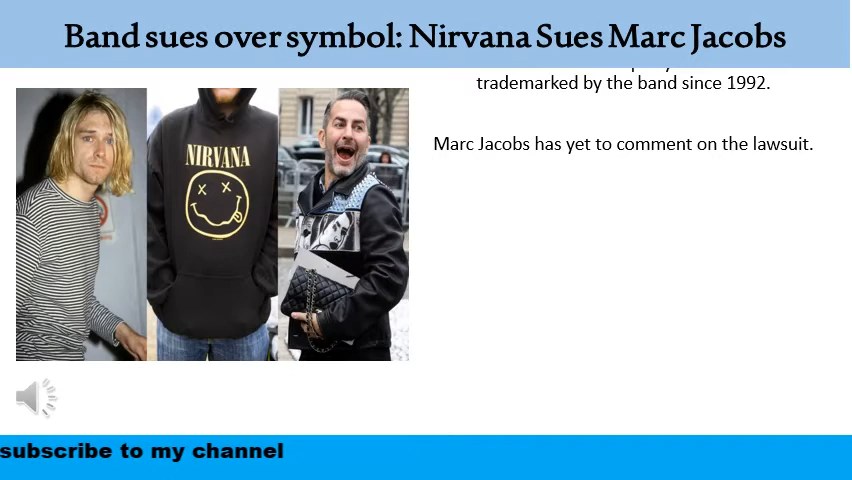 Band sues over symbol: Nirvana Sues Marc Jacobs
trademarked by the band since 1992.
Marc Jacobs has yet to comment on the lawsuit.
NIRVANA
subscribe to my channel